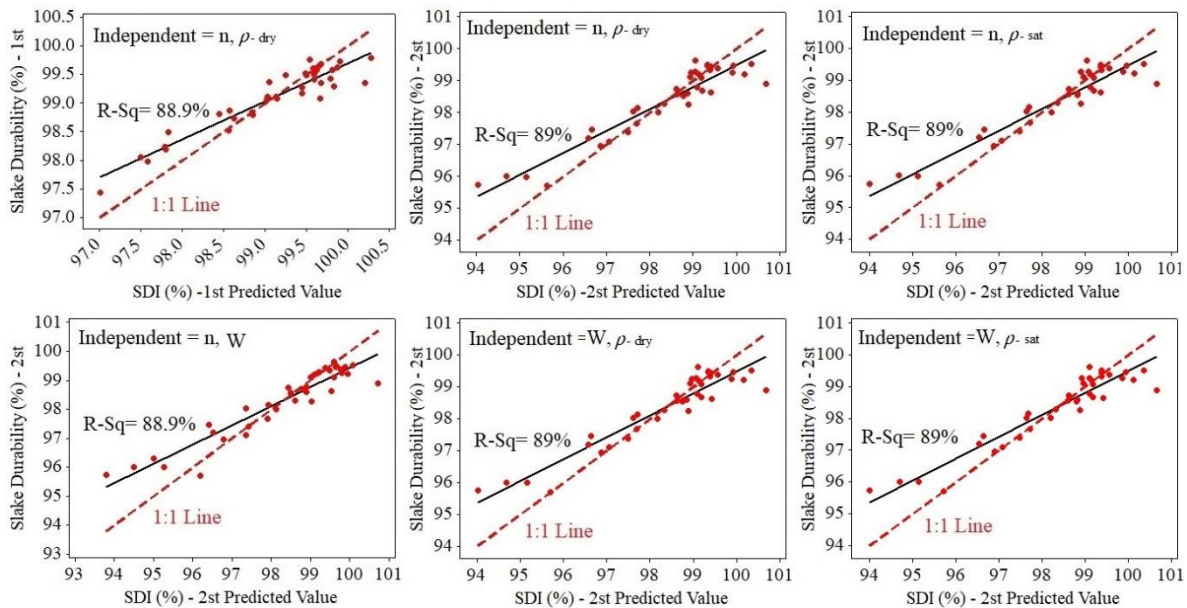 Independent = n, ρ- dry
R-Sq= 88.9%
1:1 Line
Slake Durability (%) - 1st
100.5
100.0
99.5
99.0
98.5
98.0
97.5
97.0
97.0 97.5 98.0 98.5 99.0 99.5 100.0 100.5
SDI (%) -1st Predicted Value
Independent = n, ρ- dry
R-Sq= 89%
1:1 Line
Slake Durability (%) - 2st
101
100
99
98
97
96
95
94
94 95 96 97 98 99 100 101
SDI (%) -2st Predicted Value
Independent = n, ρ- sat
R-Sq= 89%
1:1 Line
Slake Durability (%) - 2st
101
100
99
98
97
96
95
94
94 95 96 97 98 99 100 101
SDI (%) - 2st Predicted Value
Independent = n, W
R-Sq= 88.9%
1:1 Line
Slake Durability (%) - 2st
101
100
99
98
97
96
95
94
93
93 94 95 96 97 98 99 100 101
SDI (%) - 2st Predicted Value
Independent =W, ρ- dry
R-Sq= 89%
1:1 Line
Slake Durability (%) - 2st
101
100
99
98
97
96
95
94
94 95 96 97 98 99 100 101
SDI (%) - 2st Predicted Value
Independent =W, ρ- sat
R-Sq= 89%
1:1 Line
Slake Durability (%) - 2st
101
100
99
98
97
96
95
94
94 95 96 97 98 99 100 101
SDI (%) - 2st Predicted Value